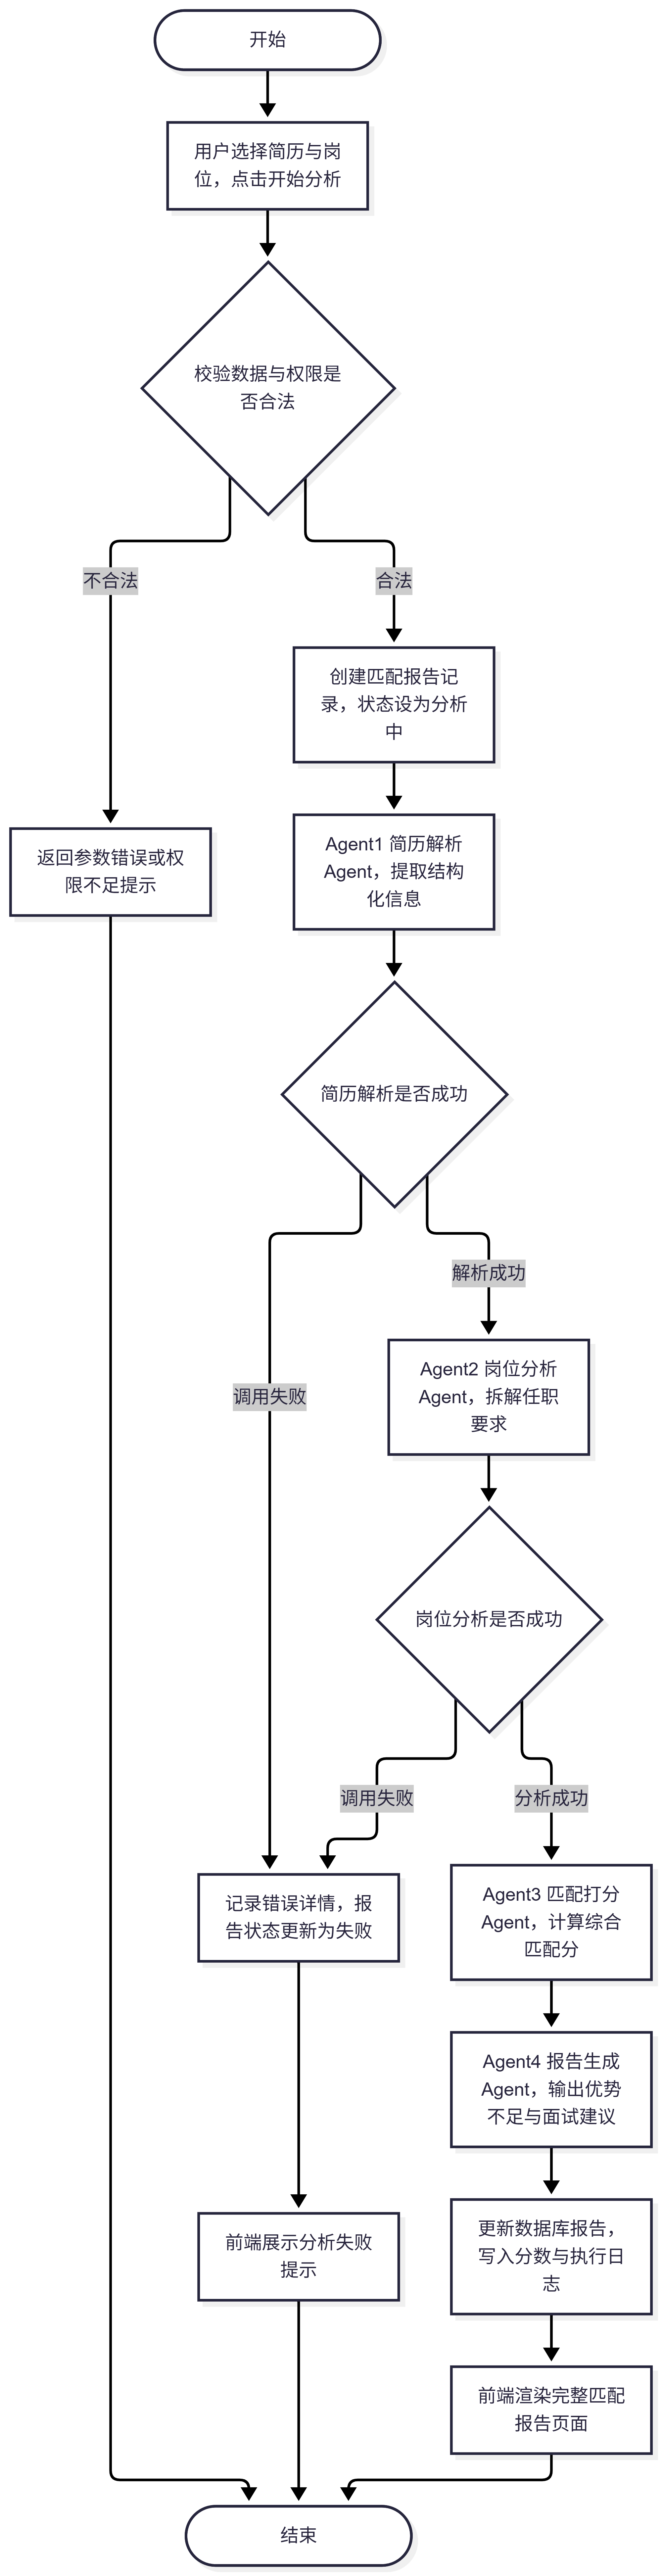 开始
用户选择简历与岗
位，点击开始分析
校验数据与权限是
否合法
不合法
合法
创建匹配报告记
录，状态设为分析
中
返回参数错误或权
限不足提示
Agent1 简历解析
Agent，提取结构
化信息
简历解析是否成功
解析成功
调用失败
Agent2 岗位分析
Agent，拆解任职
要求
岗位分析是否成功
调用失败
分析成功
记录错误详情，报
告状态更新为失败
Agent3 匹配打分
Agent，计算综合
匹配分
Agent4 报告生成
Agent，输出优势
不足与面试建议
前端展示分析失败
提示
更新数据库报告，
写入分数与执行日
志
前端渲染完整匹配
报告页面
结束